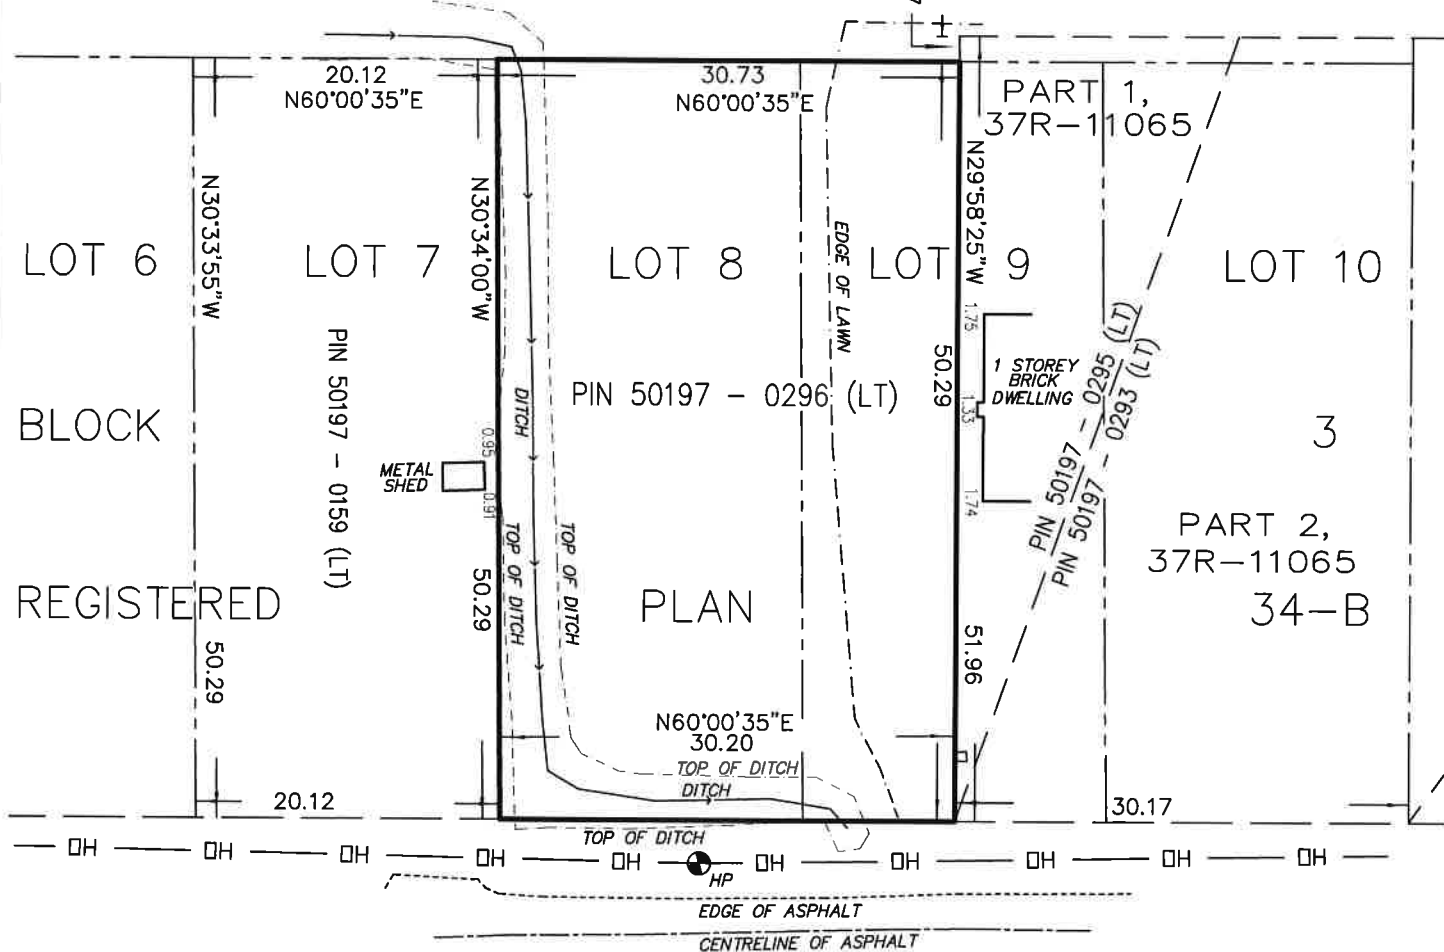 20.12
N60°00'35"E
30.73
N60°00'35"E
PART 1,
37R-11065
N30°33'55"W
N30°34'00"W
N29°58'25"W
LOT 6
LOT 7
LOT 8
LOT 9
LOT 10
EDGE OF LAWN
1.75
50.29
1 STOREY
BRICK
DWELLING
1.33
1.74
PIN 50197 - 0295 (LT)
PIN 50197 - 0293 (LT)
PIN 50197 - 0159 (LT)
PIN 50197 - 0296 (LT)
DITCH
BLOCK
3
0.95
METAL
SHED
0.91
TOP OF DITCH
TOP OF DITCH
PART 2,
37R-11065
34-B
REGISTERED
PLAN
50.29
50.29
51.96
N60°00'35"E
30.20
TOP OF DITCH
DITCH
20.12
30.17
TOP OF DITCH
OH OH OH OH OH OH OH OH OH OH
HP
EDGE OF ASPHALT
CENTRELINE OF ASPHALT